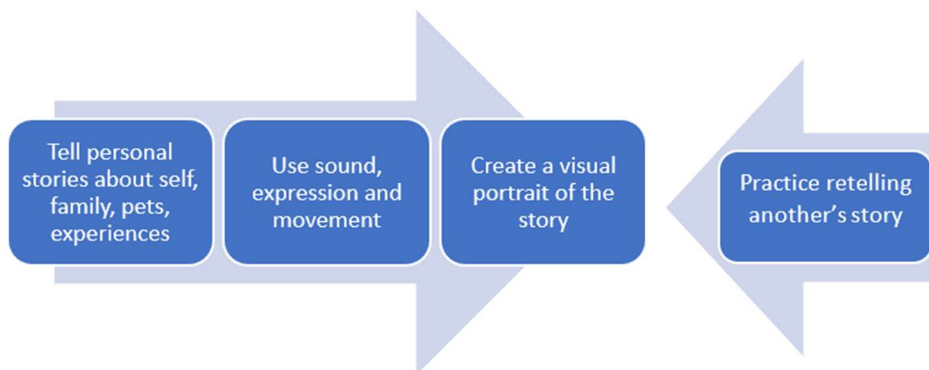 Tell personal
stories about self,
family, pets,
experiences
Use sound,
expression and
movement
Create a visual
portrait of the
story
Practice retelling
another’s story